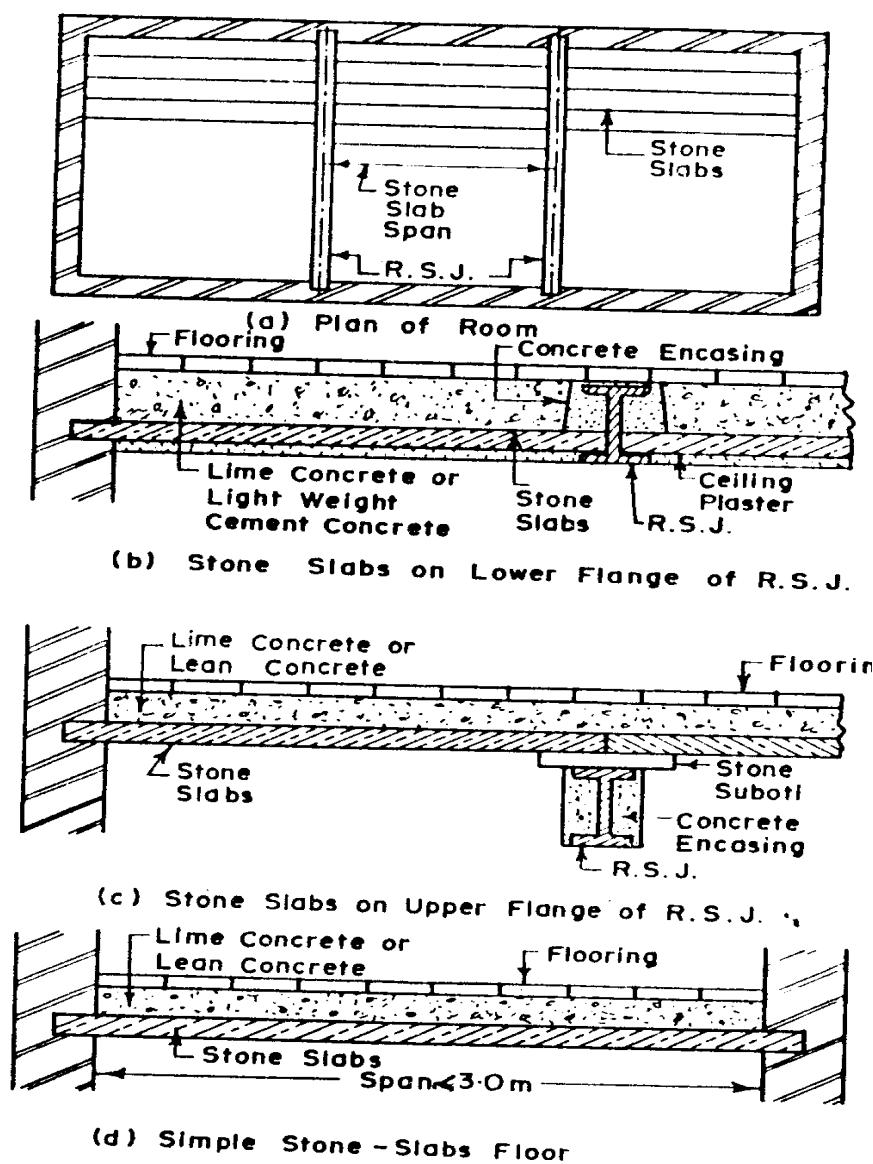 Stone
Slabs
Stone
Slab
Span
R.S.J.
(a) Plan of Room
Flooring
Concrete Encasing
Lime Concrete or
Light Weight
Cement Concrete
Stone
Slabs
Ceiling
Plaster
R.S.J.
(b) Stone Slabs on Lower Flange of R.S.J.
Lime Concrete or
Lean Concrete
Floorin
Stone
Slabs
Stone
Suboti
Concrete
Encasing
R.S.J.
(c) Stone Slabs on Upper Flange of R.S.J.
Lime Concrete or
Lean Concrete
Flooring
Stone Slabs
Span⩽3·0m
(d) Simple Stone-Slabs Floor